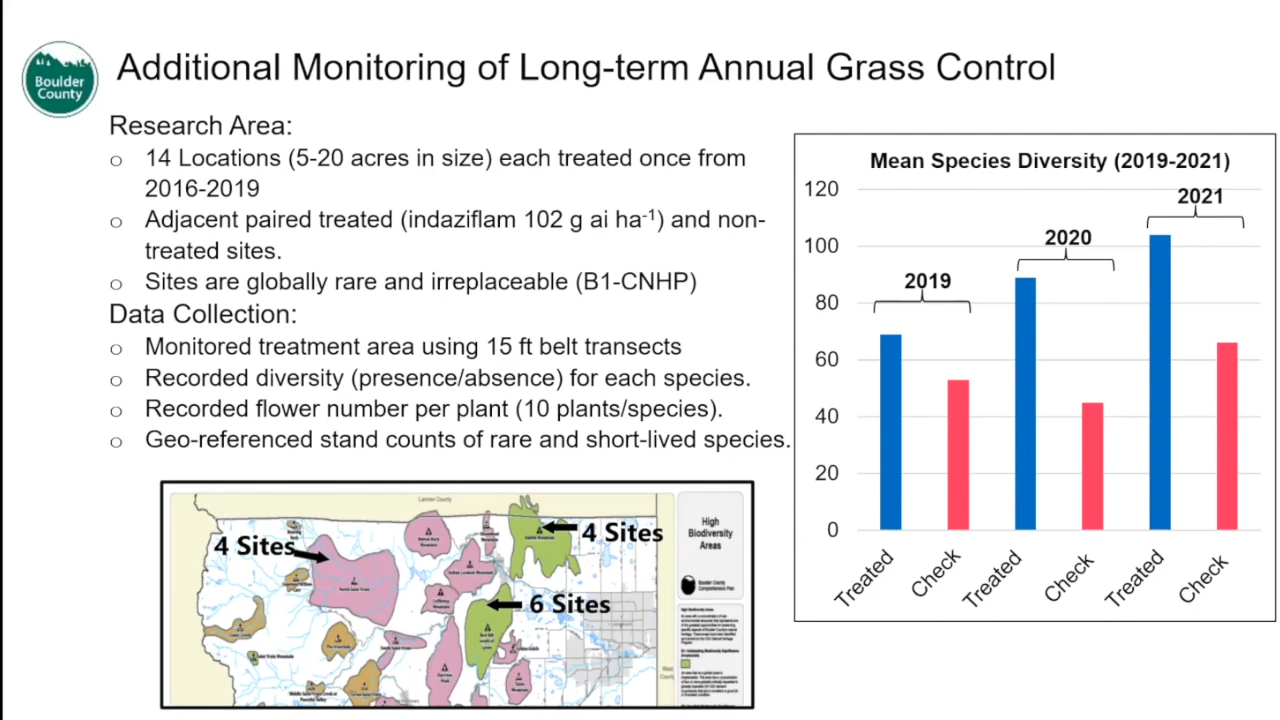 Boulder
County
Additional Monitoring of Long-term Annual Grass Control
Research Area:
o 14 Locations (5-20 acres in size) each treated once from
2016-2019
o Adjacent paired treated (indaziflam 102 g ai ha-1) and non-
treated sites.
o Sites are globally rare and irreplaceable (B1-CNHP)
Data Collection:
o Monitored treatment area using 15 ft belt transects
o Recorded diversity (presence/absence) for each species.
o Recorded flower number per plant (10 plants/species).
o Geo-referenced stand counts of rare and short-lived species.
Mean Species Diversity (2019-2021)
120
100
80
60
40
20
0
2019
2020
2021
Treated
Check
Treated
Check
Treated
Check
Larimer County
4 Sites
4 Sites
6 Sites
High
Biodiversity
Areas
Boulder County
Comprehensive Plan